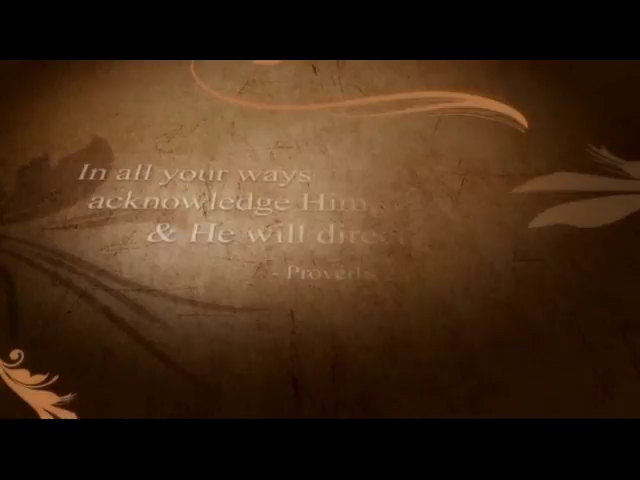 In all your ways
acknowledge Him
& He will direct
- Proverbs